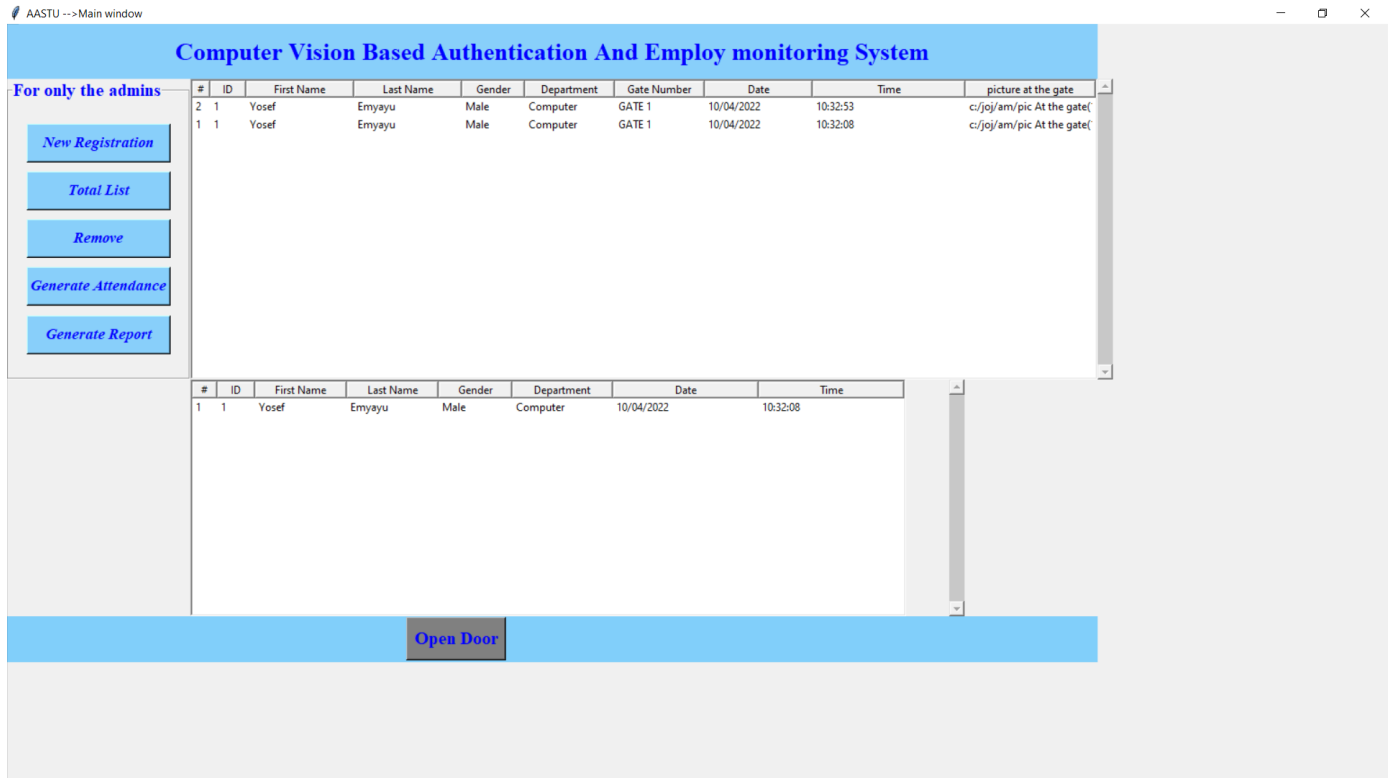 AASTU -->Main window
Computer Vision Based Authentication And Employ monitoring System
For only the admins
New Registration
Total List
Remove
Generate Attendance
Generate Report
# ID First Name Last Name Gender Department Gate Number Date Time picture at the gate
2 1 Yosef Emyayu Male Computer GATE 1 10/04/2022 10:32:53 c:/joj/am/pic At the gate(
1 1 Yosef Emyayu Male Computer GATE 1 10/04/2022 10:32:08 c:/joj/am/pic At the gate(
# ID First Name Last Name Gender Department Date Time
1 1 Yosef Emyayu Male Computer 10/04/2022 10:32:08
Open Door